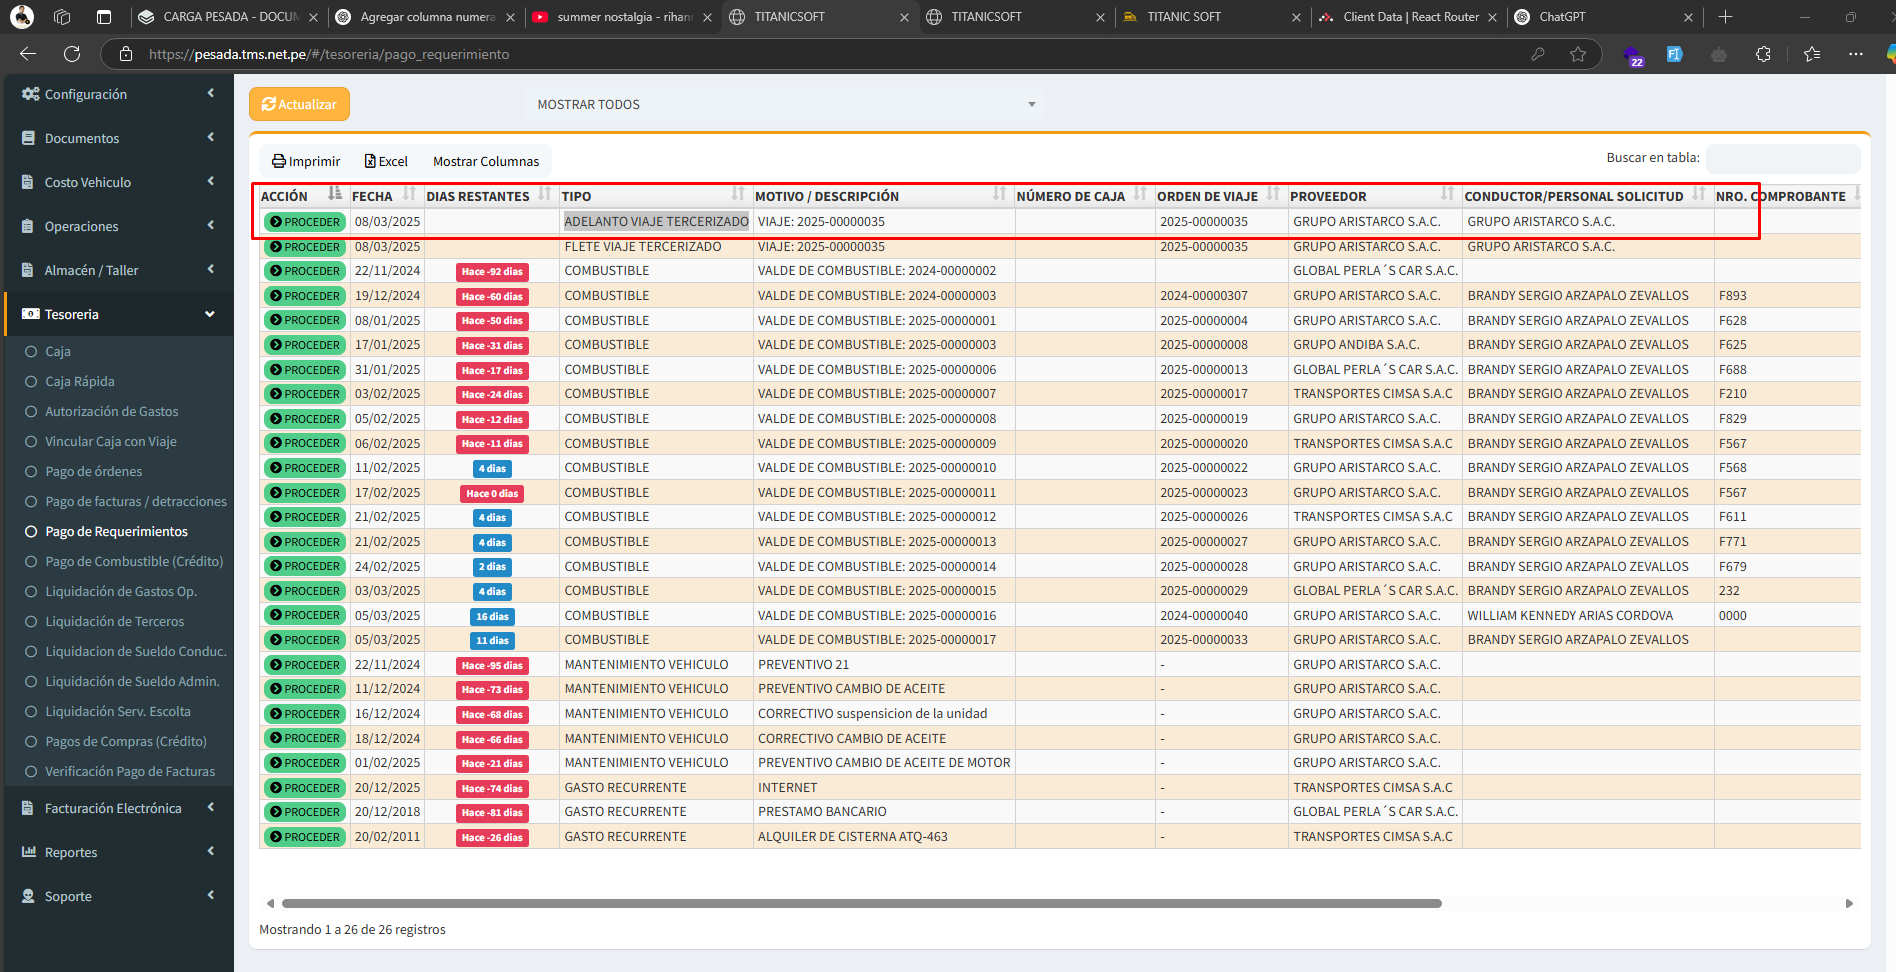 CARGA PESADA - DOCUM
Agregar columna numera
summer nostalgia - rihan
TITANICSOFT
TITANICSOFT
TITANIC SOFT
Client Data | React Router
ChatGPT
https://pesada.tms.net.pe/#/tesoreria/pago_requerimiento
22
Configuración
Documentos
Costo Vehiculo
Operaciones
Almacén / Taller
Tesoreria
Caja
Caja Rápida
Autorización de Gastos
Vincular Caja con Viaje
Pago de órdenes
Pago de facturas / detracciones
Pago de Requerimientos
Pago de Combustible (Crédito)
Liquidación de Gastos Op.
Liquidación de Terceros
Liquidacion de Sueldo Conduc.
Liquidación de Sueldo Admin.
Liquidación Serv. Escolta
Pagos de Compras (Crédito)
Verificación Pago de Facturas
Facturación Electrónica
Reportes
Soporte
Actualizar
MOSTRAR TODOS
Imprimir Excel Mostrar Columnas
Buscar en tabla:
ACCIÓN FECHA DIAS RESTANTES TIPO MOTIVO / DESCRIPCIÓN NÚMERO DE CAJA ORDEN DE VIAJE PROVEEDOR CONDUCTOR/PERSONAL SOLICITUD NRO. COMPROBANTE
PROCEDER 08/03/2025 ADELANTO VIAJE TERCERIZADO VIAJE: 2025-00000035 2025-00000035 GRUPO ARISTARCO S.A.C. GRUPO ARISTARCO S.A.C.
PROCEDER 08/03/2025 FLETE VIAJE TERCERIZADO VIAJE: 2025-00000035 2025-00000035 GRUPO ARISTARCO S.A.C. GRUPO ARISTARCO S.A.C.
PROCEDER 22/11/2024 Hace -92 dias COMBUSTIBLE VALDE DE COMBUSTIBLE: 2024-00000002 GLOBAL PERLA´S CAR S.A.C.
PROCEDER 19/12/2024 Hace -60 dias COMBUSTIBLE VALDE DE COMBUSTIBLE: 2024-00000003 2024-00000307 GRUPO ARISTARCO S.A.C. BRANDY SERGIO ARZAPALO ZEVALLOS F893
PROCEDER 08/01/2025 Hace -50 dias COMBUSTIBLE VALDE DE COMBUSTIBLE: 2025-00000001 2025-00000004 GRUPO ARISTARCO S.A.C. BRANDY SERGIO ARZAPALO ZEVALLOS F628
PROCEDER 17/01/2025 Hace -31 dias COMBUSTIBLE VALDE DE COMBUSTIBLE: 2025-00000003 2025-00000008 GRUPO ANDIBA S.A.C. BRANDY SERGIO ARZAPALO ZEVALLOS F625
PROCEDER 31/01/2025 Hace -17 dias COMBUSTIBLE VALDE DE COMBUSTIBLE: 2025-00000006 2025-00000013 GLOBAL PERLA´S CAR S.A.C. BRANDY SERGIO ARZAPALO ZEVALLOS F688
PROCEDER 03/02/2025 Hace -24 dias COMBUSTIBLE VALDE DE COMBUSTIBLE: 2025-00000007 2025-00000017 TRANSPORTES CIMSA S.A.C BRANDY SERGIO ARZAPALO ZEVALLOS F210
PROCEDER 05/02/2025 Hace -12 dias COMBUSTIBLE VALDE DE COMBUSTIBLE: 2025-00000008 2025-00000019 GRUPO ARISTARCO S.A.C. BRANDY SERGIO ARZAPALO ZEVALLOS F829
PROCEDER 06/02/2025 Hace -11 dias COMBUSTIBLE VALDE DE COMBUSTIBLE: 2025-00000009 2025-00000020 TRANSPORTES CIMSA S.A.C BRANDY SERGIO ARZAPALO ZEVALLOS F567
PROCEDER 11/02/2025 4 dias COMBUSTIBLE VALDE DE COMBUSTIBLE: 2025-00000010 2025-00000022 GRUPO ARISTARCO S.A.C. BRANDY SERGIO ARZAPALO ZEVALLOS F568
PROCEDER 17/02/2025 Hace 0 dias COMBUSTIBLE VALDE DE COMBUSTIBLE: 2025-00000011 2025-00000023 GRUPO ARISTARCO S.A.C. BRANDY SERGIO ARZAPALO ZEVALLOS F567
PROCEDER 21/02/2025 4 dias COMBUSTIBLE VALDE DE COMBUSTIBLE: 2025-00000012 2025-00000026 TRANSPORTES CIMSA S.A.C BRANDY SERGIO ARZAPALO ZEVALLOS F611
PROCEDER 21/02/2025 4 dias COMBUSTIBLE VALDE DE COMBUSTIBLE: 2025-00000013 2025-00000027 GRUPO ARISTARCO S.A.C. BRANDY SERGIO ARZAPALO ZEVALLOS F771
PROCEDER 24/02/2025 2 dias COMBUSTIBLE VALDE DE COMBUSTIBLE: 2025-00000014 2025-00000028 GRUPO ARISTARCO S.A.C. BRANDY SERGIO ARZAPALO ZEVALLOS F679
PROCEDER 03/03/2025 4 dias COMBUSTIBLE VALDE DE COMBUSTIBLE: 2025-00000015 2025-00000029 GLOBAL PERLA´S CAR S.A.C. BRANDY SERGIO ARZAPALO ZEVALLOS 232
PROCEDER 05/03/2025 16 dias COMBUSTIBLE VALDE DE COMBUSTIBLE: 2025-00000016 2024-00000040 GRUPO ARISTARCO S.A.C. WILLIAM KENNEDY ARIAS CORDOVA 0000
PROCEDER 05/03/2025 11 dias COMBUSTIBLE VALDE DE COMBUSTIBLE: 2025-00000017 2025-00000033 GRUPO ARISTARCO S.A.C. BRANDY SERGIO ARZAPALO ZEVALLOS
PROCEDER 22/11/2024 Hace -95 dias MANTENIMIENTO VEHICULO PREVENTIVO 21 - GRUPO ARISTARCO S.A.C.
PROCEDER 11/12/2024 Hace -73 dias MANTENIMIENTO VEHICULO PREVENTIVO CAMBIO DE ACEITE - GRUPO ARISTARCO S.A.C.
PROCEDER 16/12/2024 Hace -68 dias MANTENIMIENTO VEHICULO CORRECTIVO suspensicion de la unidad - GRUPO ARISTARCO S.A.C.
PROCEDER 18/12/2024 Hace -66 dias MANTENIMIENTO VEHICULO CORRECTIVO CAMBIO DE ACEITE - GRUPO ARISTARCO S.A.C.
PROCEDER 01/02/2025 Hace -21 dias MANTENIMIENTO VEHICULO PREVENTIVO CAMBIO DE ACEITE DE MOTOR - GRUPO ARISTARCO S.A.C.
PROCEDER 20/12/2025 Hace -74 dias GASTO RECURRENTE INTERNET - TRANSPORTES CIMSA S.A.C
PROCEDER 20/12/2018 Hace -81 dias GASTO RECURRENTE PRESTAMO BANCARIO - GLOBAL PERLA´S CAR S.A.C.
PROCEDER 20/02/2011 Hace -26 dias GASTO RECURRENTE ALQUILER DE CISTERNA ATQ-463 - TRANSPORTES CIMSA S.A.C
Mostrando 1 a 26 de 26 registros